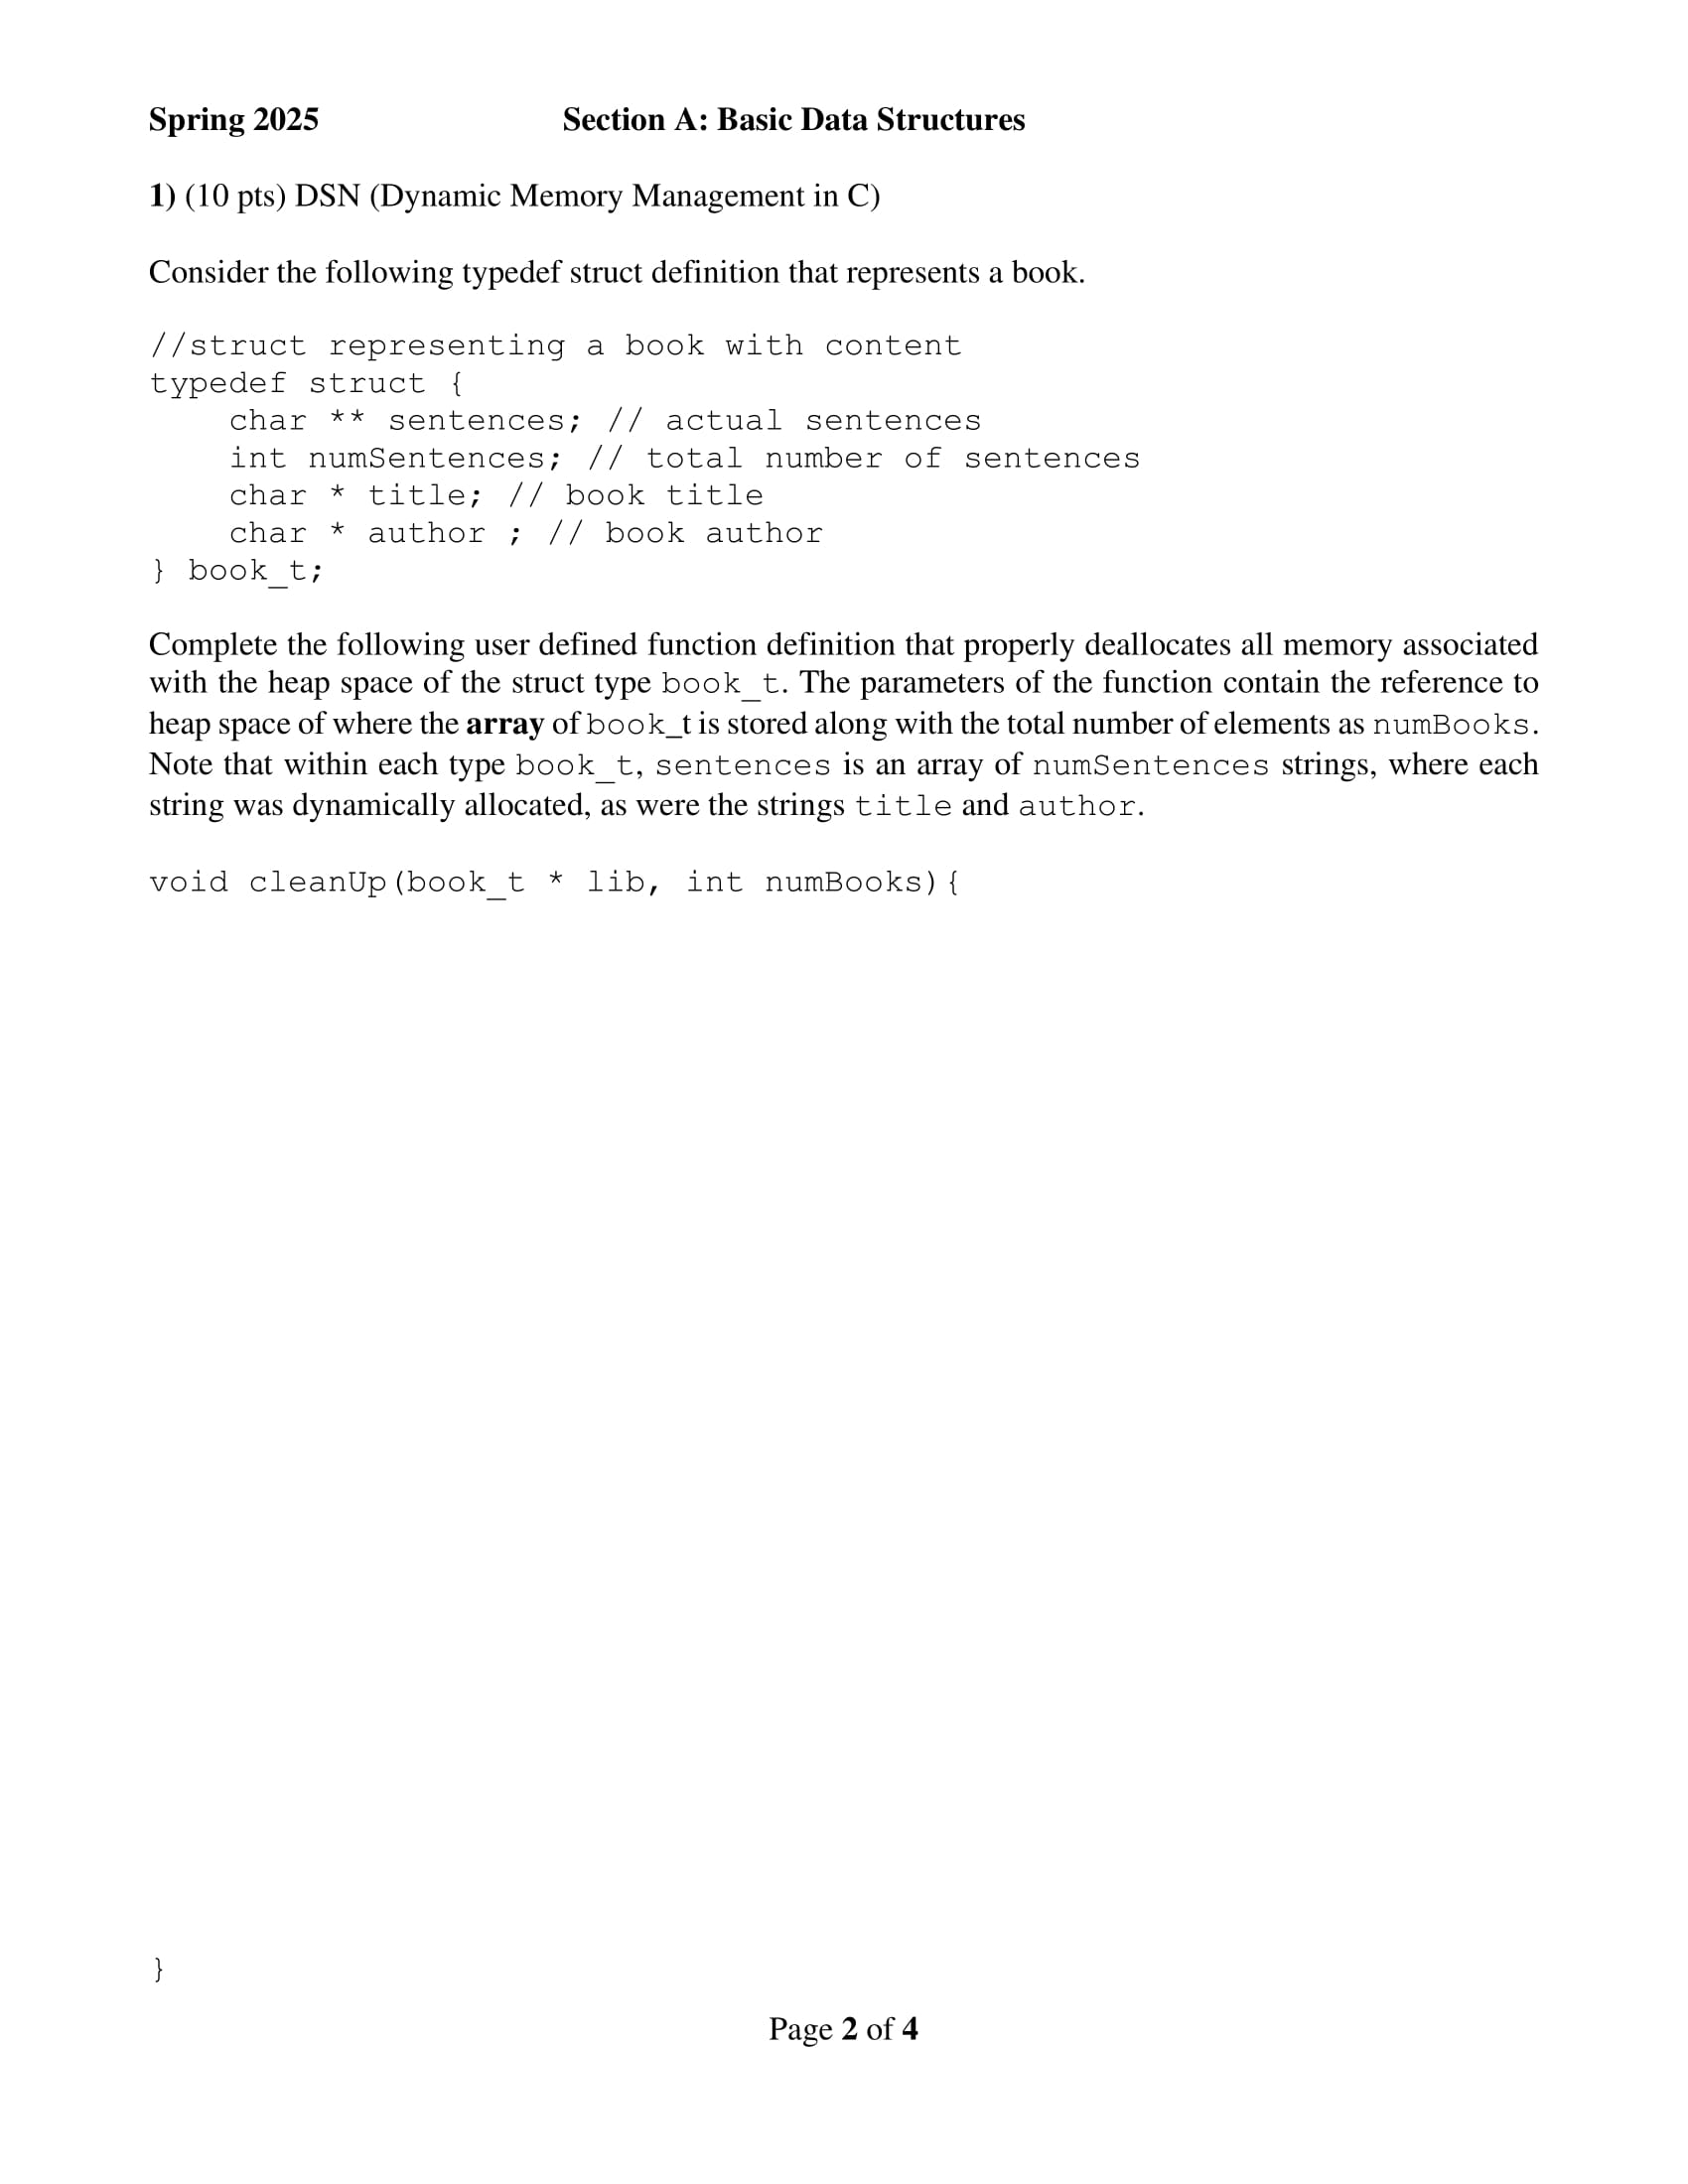 Spring 2025 Section A: Basic Data Structures
1) (10 pts) DSN (Dynamic Memory Management in C)
Consider the following typedef struct definition that represents a book.
//struct representing a book with content
typedef struct {
    char ** sentences; // actual sentences
    int numSentences; // total number of sentences
    char * title; // book title
    char * author ; // book author
} book_t;
Complete the following user defined function definition that properly deallocates all memory associated
with the heap space of the struct type book_t. The parameters of the function contain the reference to
heap space of where the array of book_t is stored along with the total number of elements as numBooks.
Note that within each type book_t, sentences is an array of numSentences strings, where each
string was dynamically allocated, as were the strings title and author.
void cleanUp(book_t * lib, int numBooks){
}
Page 2 of 4